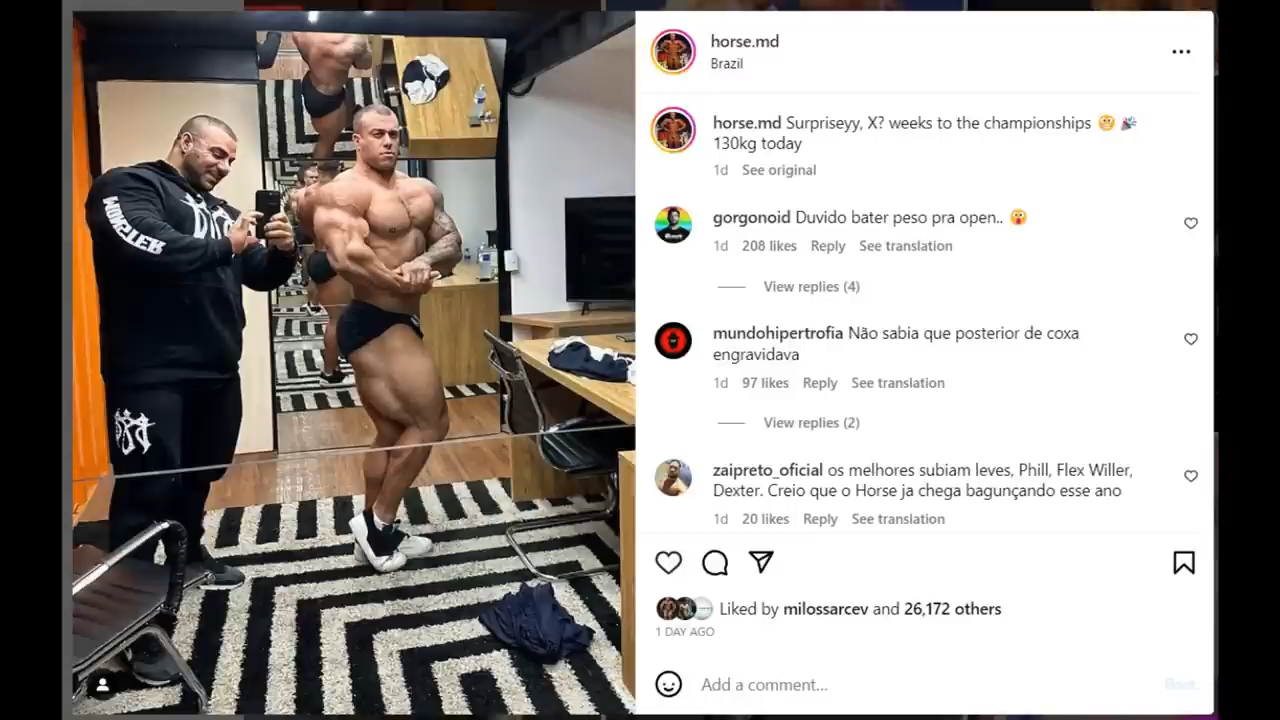 horse.md
Brazil
horse.md Surpriseyy, X? weeks to the championships 😬 🎉
130kg today
1d See original
gorgonoid Duvido bater peso pra open.. 😲
1d 208 likes Reply See translation
View replies (4)
mundohipertrofia Não sabia que posterior de coxa
engravidava
1d 97 likes Reply See translation
View replies (2)
zaipreto_oficial os melhores subiam leves, Phill, Flex Willer,
Dexter. Creio que o Horse ja chega bagunçando esse ano
1d 20 likes Reply See translation
Liked by milossarcev and 26,172 others
1 DAY AGO
Add a comment...
Post